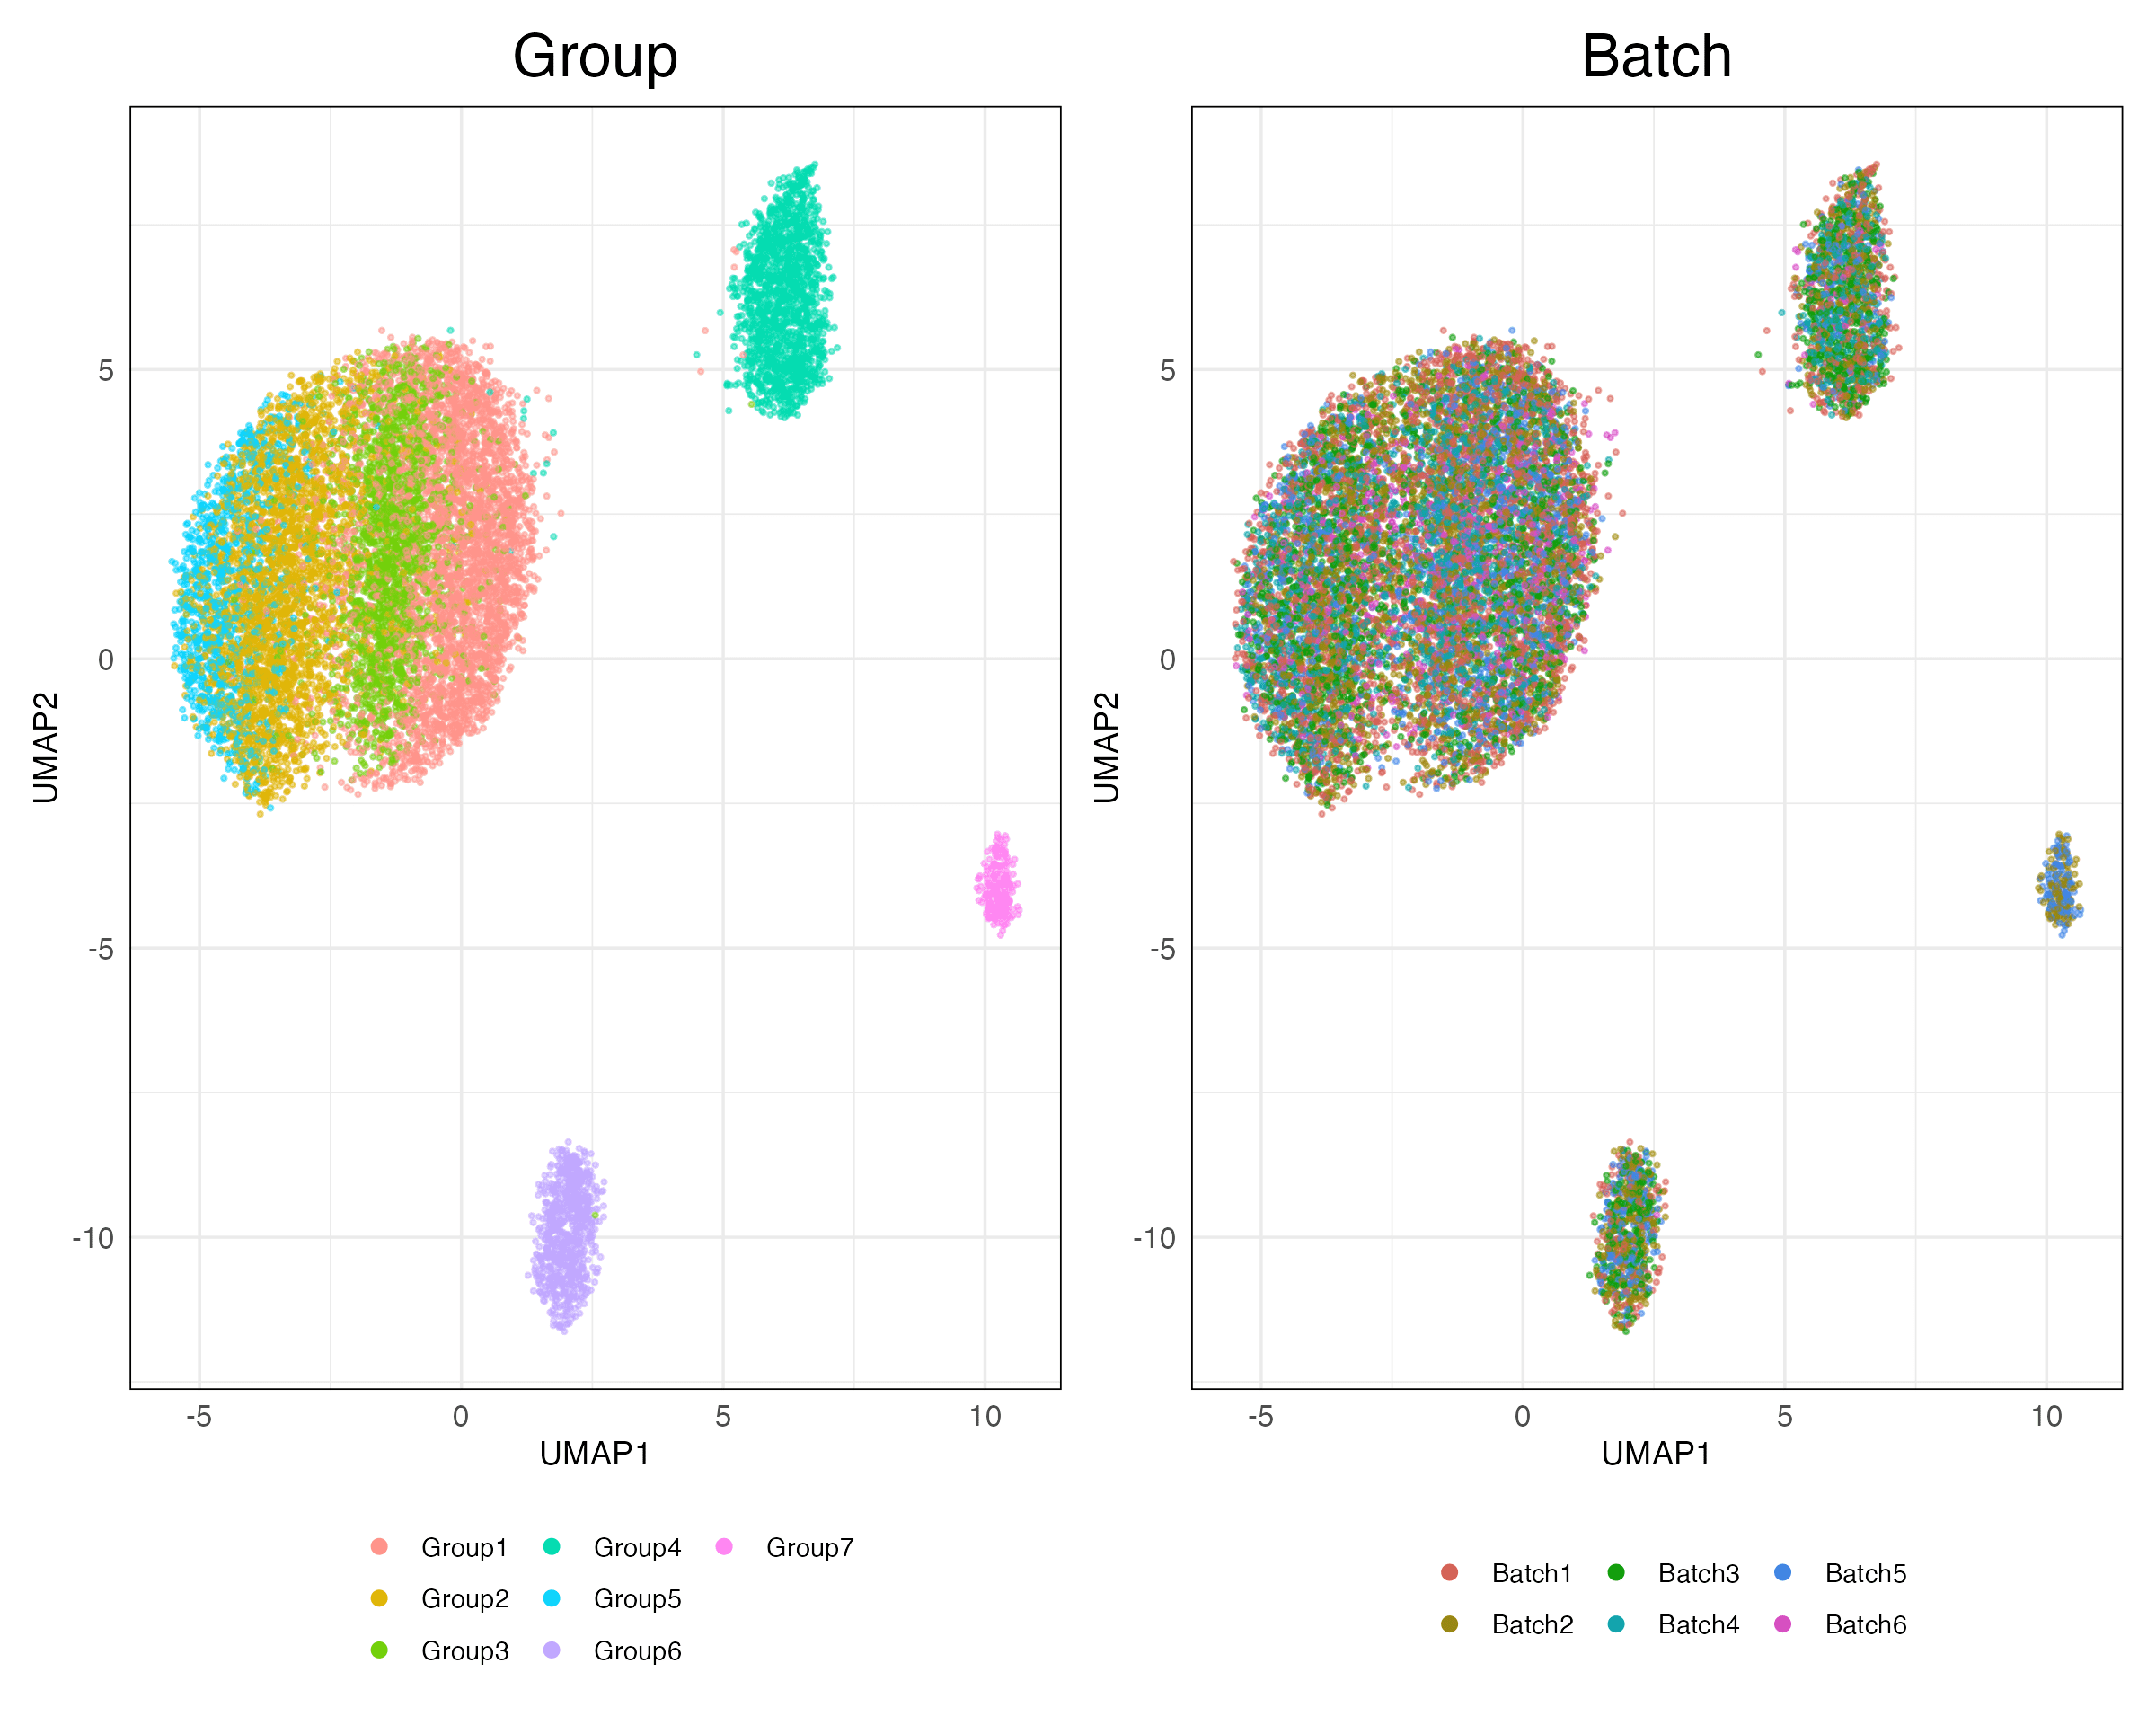 Group
Batch
5
0
-5
-10
UMAP2
-5 0 5 10
UMAP1
5
0
-5
-10
UMAP2
-5 0 5 10
UMAP1
Group1 Group4 Group7
Group2 Group5
Group3 Group6
Batch1 Batch3 Batch5
Batch2 Batch4 Batch6